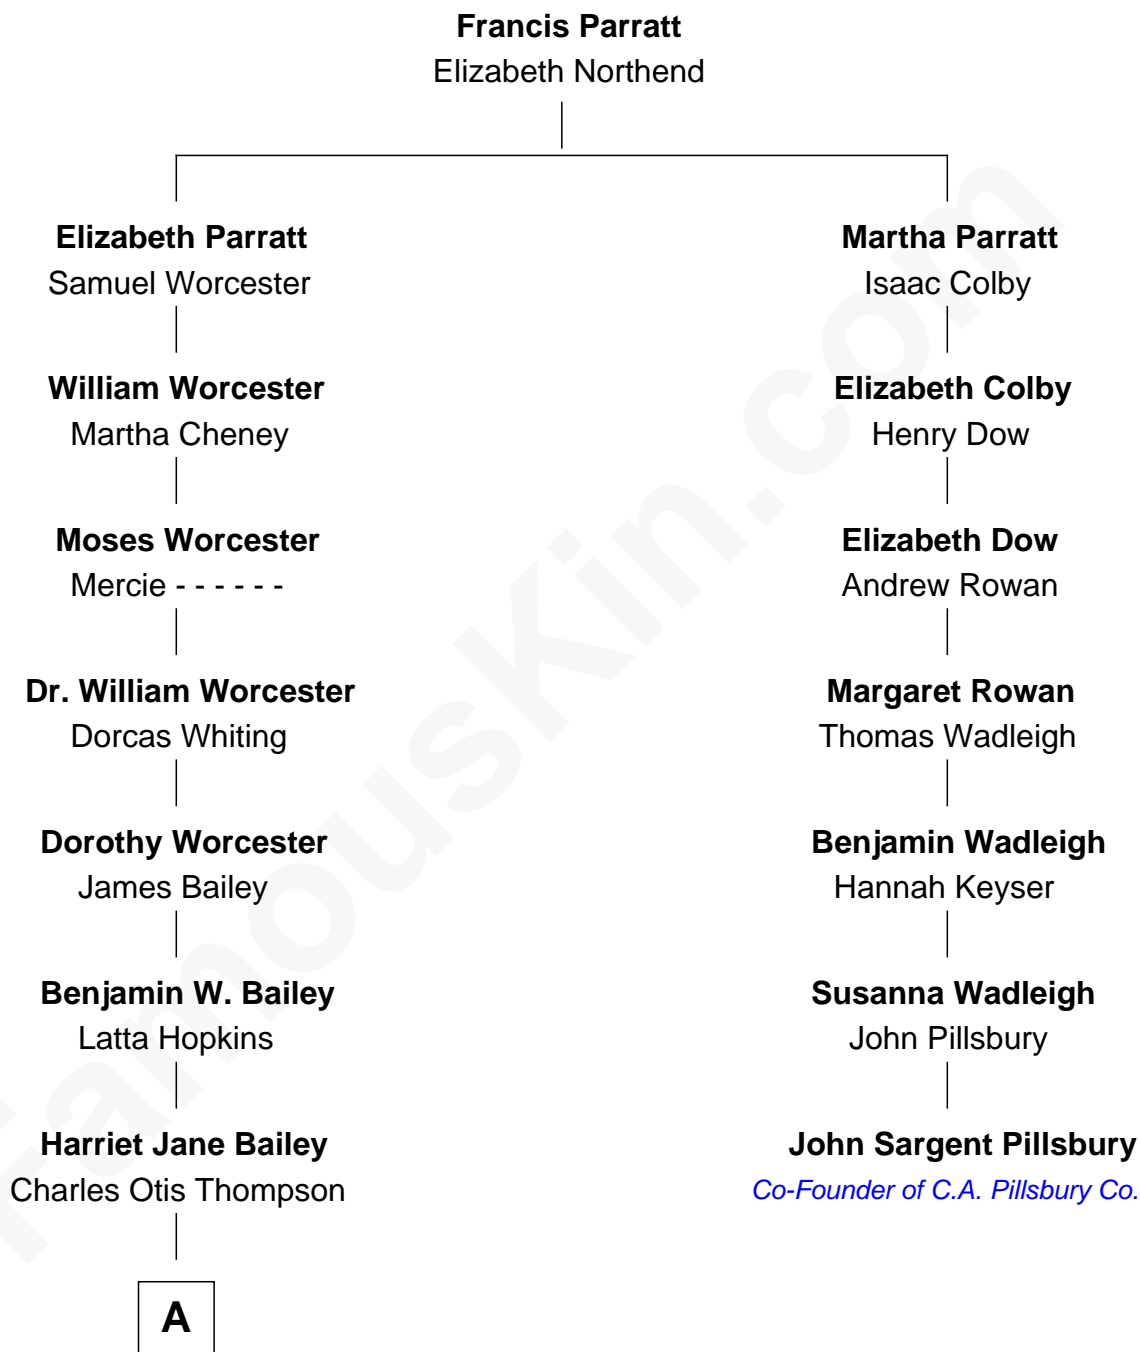 Francis Parratt
Elizabeth Northend
Elizabeth Parratt
Samuel Worcester
William Worcester
Martha Cheney
Moses Worcester
Mercie - - - - - -
Dr. William Worcester
Dorcas Whiting
Dorothy Worcester
James Bailey
Benjamin W. Bailey
Latta Hopkins
Harriet Jane Bailey
Charles Otis Thompson
A
Martha Parratt
Isaac Colby
Elizabeth Colby
Henry Dow
Elizabeth Dow
Andrew Rowan
Margaret Rowan
Thomas Wadleigh
Benjamin Wadleigh
Hannah Keyser
Susanna Wadleigh
John Pillsbury
John Sargent Pillsbury
Co-Founder of C.A. Pillsbury Co.
FamousKin.com